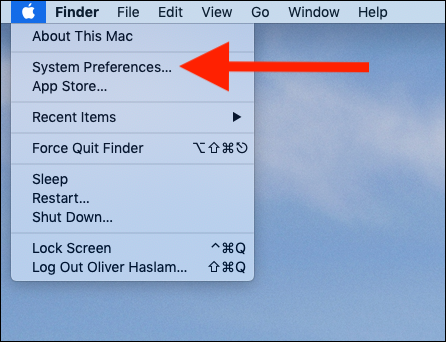 Finder File Edit View Go Window Help
About This Mac
System Preferences...
App Store...
Recent Items ▶
Force Quit Finder ⌥⇧⌘⎋
Sleep
Restart...
Shut Down...
Lock Screen ^⌘Q
Log Out Oliver Haslam... ⇧⌘Q